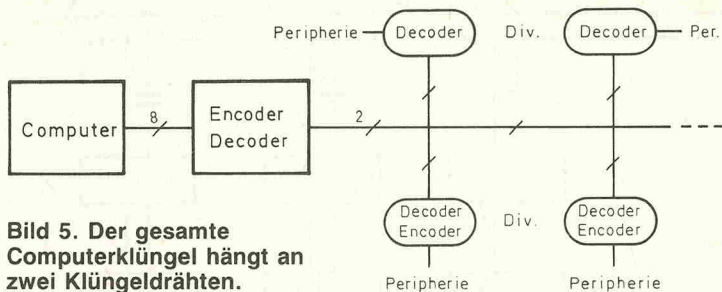 Peripherie
Decoder
Div.
Decoder
Per.
Computer
8
Encoder
Decoder
2
Decoder
Encoder
Div.
Decoder
Encoder
Peripherie
Peripherie
Bild 5. Der gesamte
Computerklüngel hängt an
zwei Klüngeldrähten.